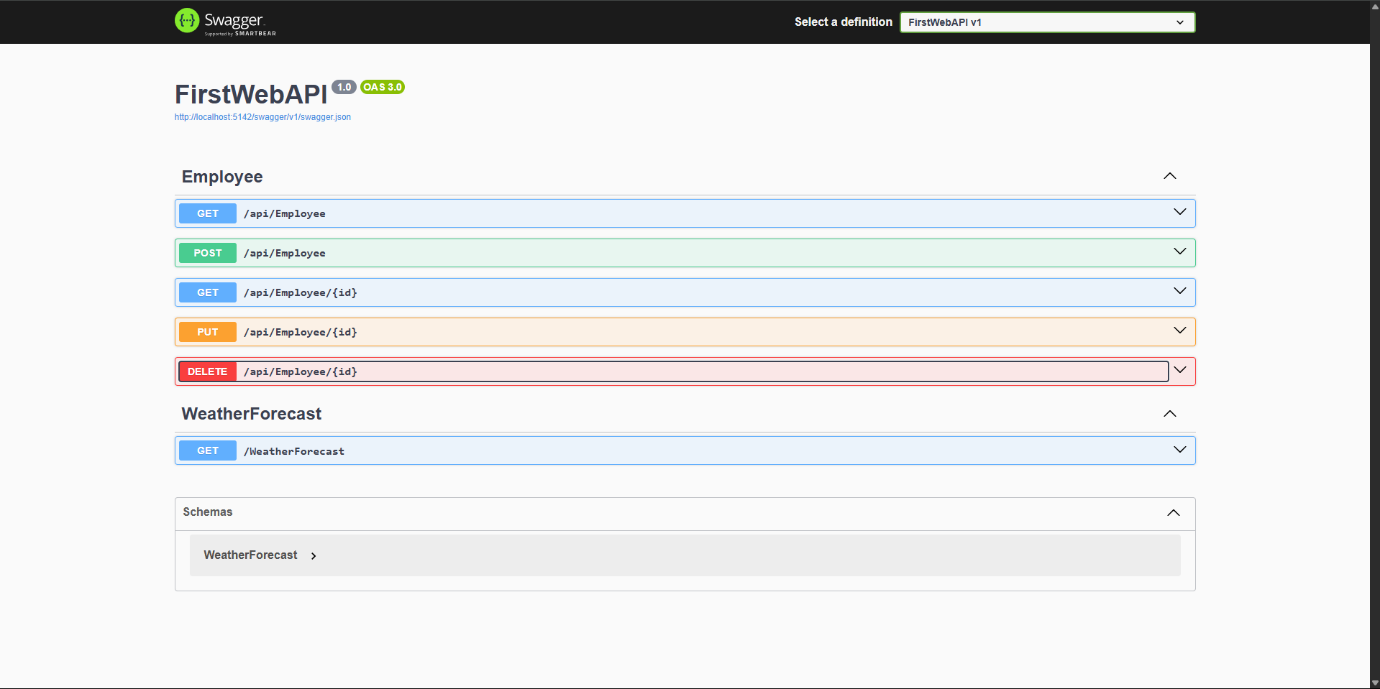 Swagger.
Supported by SMARTBEAR
Select a definition
FirstWebAPI v1
FirstWebAPI 1.0 OAS 3.0
http://localhost:5142/swagger/v1/swagger.json
Employee
GET /api/Employee
POST /api/Employee
GET /api/Employee/{id}
PUT /api/Employee/{id}
DELETE /api/Employee/{id}
WeatherForecast
GET /WeatherForecast
Schemas
WeatherForecast